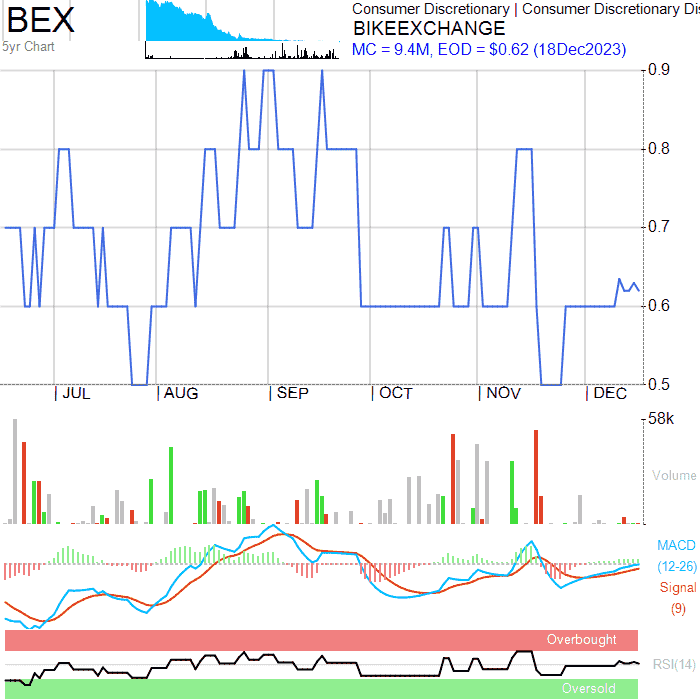 BEX
Consumer Discretionary | Consumer Discretionary Dis
BIKEEXCHANGE
5yr Chart
MC = 9.4M, EOD = $0.62 (18Dec2023)
0.9
0.8
0.7
0.6
0.5
JUL
AUG
SEP
OCT
NOV
DEC
58k
Volume
MACD
(12-26)
Signal
(9)
Overbought
RSI(14)
Oversold